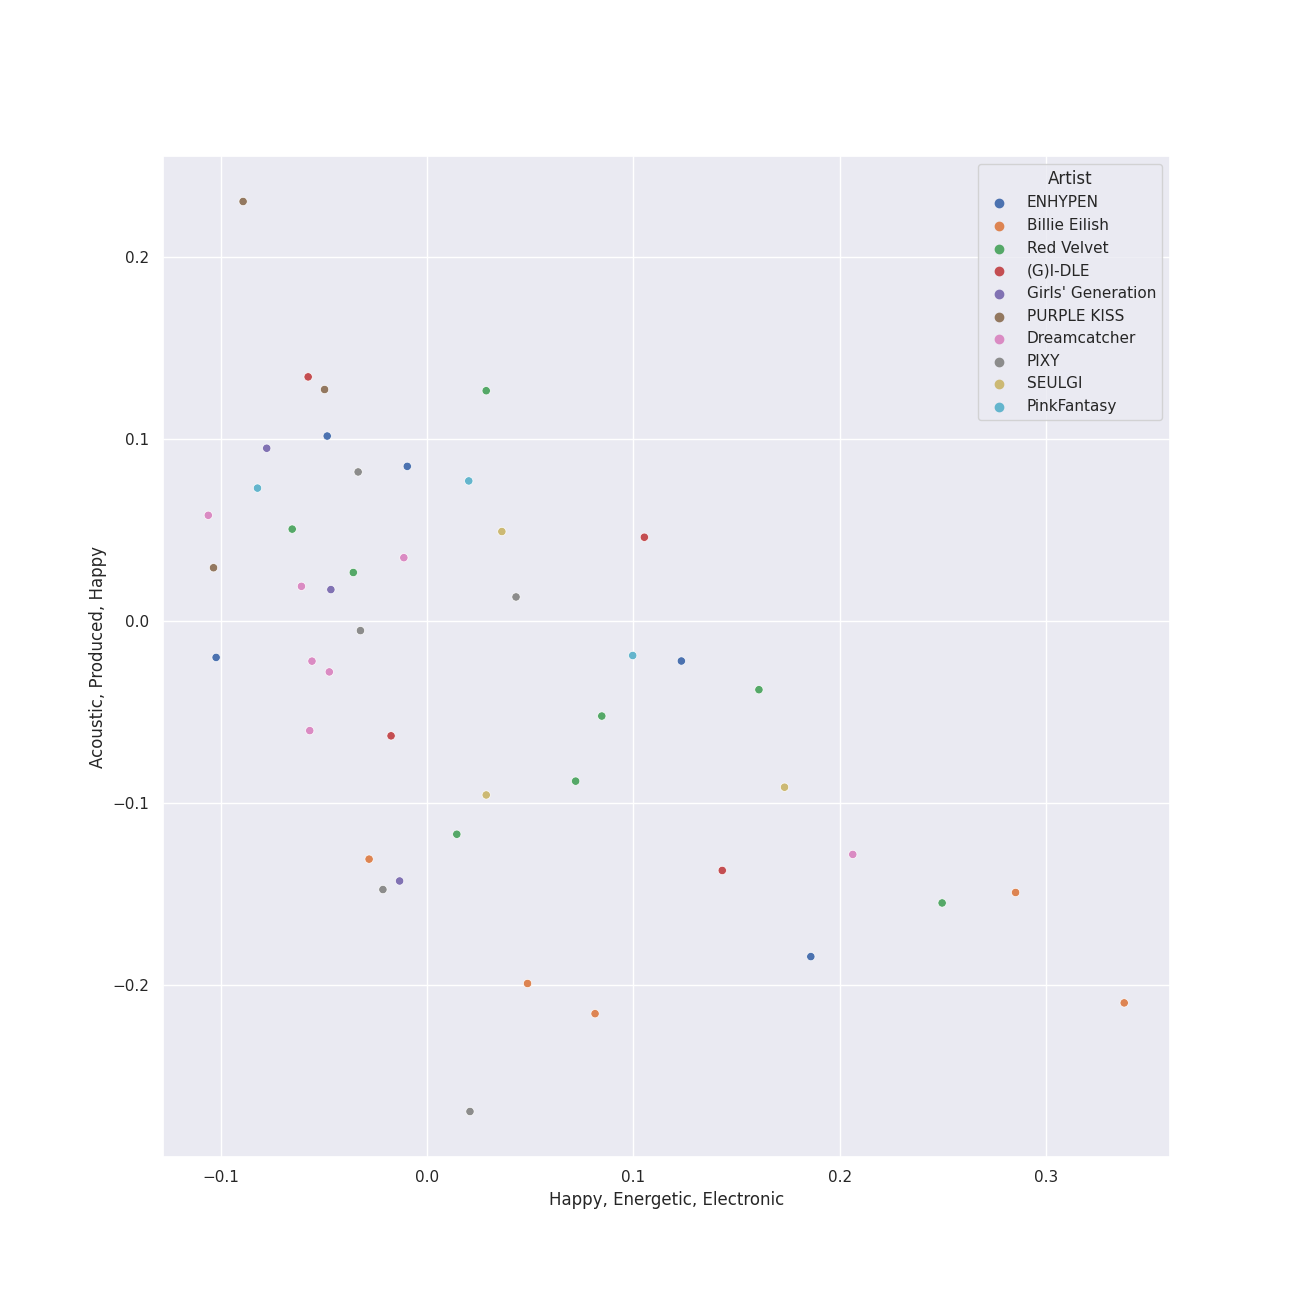 Artist
ENHYPEN
Billie Eilish
Red Velvet
(G)I-DLE
Girls' Generation
PURPLE KISS
Dreamcatcher
PIXY
SEULGI
PinkFantasy
0.2
0.1
0.0
−0.1
−0.2
Acoustic, Produced, Happy
−0.1 0.0 0.1 0.2 0.3
Happy, Energetic, Electronic